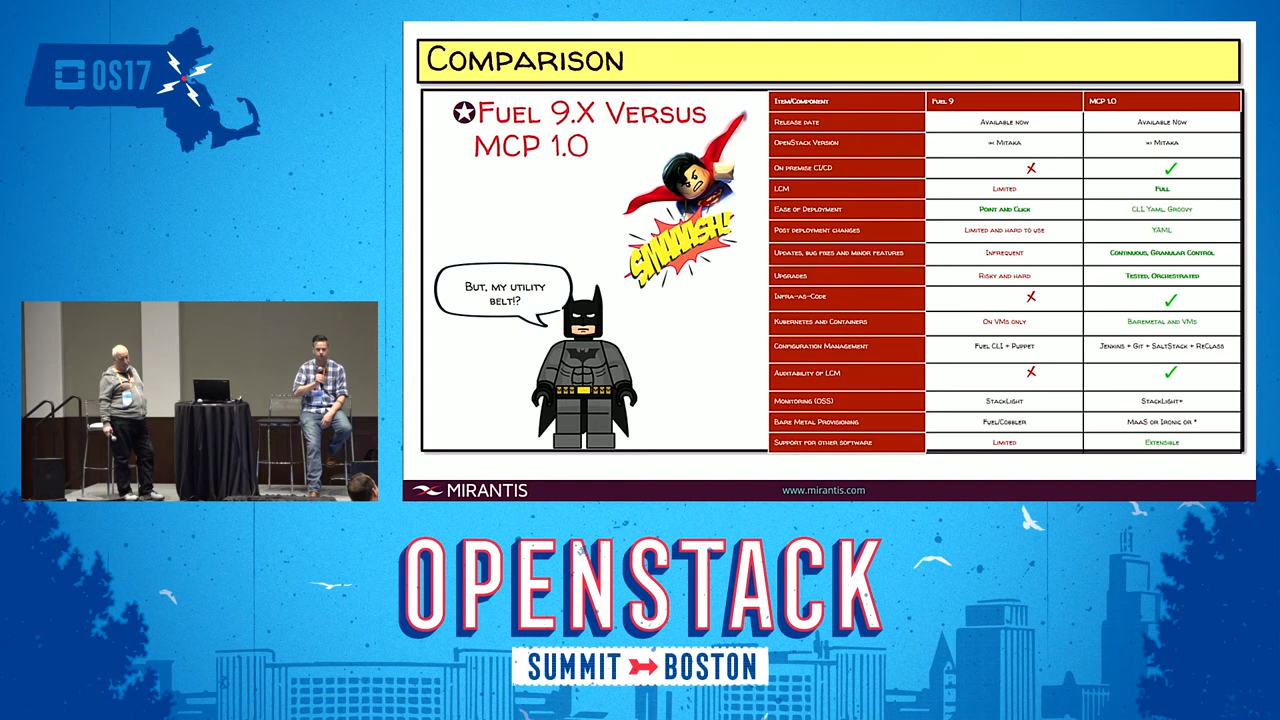 OS17
Comparison
Fuel 9.X Versus
MCP 1.0
SMAAASH!
But, my utility
belt!?
Item/Component Fuel 9 MCP 1.0
Release date Available now Available Now
OpenStack Version Mitaka Mitaka
On premise CI/CD ✗ ✓
LCM Limited Full
Ease of Deployment Point and Click CLI Yaml, Groovy
Post deployment changes Limited and hard to use YAML
Updates, bug fixes and minor features Infrequent Continuous, Granular Control
Upgrades Risky and hard Tested, Orchestrated
Infra-as-Code ✗ ✓
Kubernetes and Containers On VMs only Baremetal and VMs
Configuration Management Fuel CLI + Puppet Jenkins + Git + SaltStack + ReClass
Auditability of LCM ✗ ✓
Monitoring (OSS) StackLight StackLight+
Bare Metal Provisioning Fuel/Cobbler MaaS or Ironic or *
Support for other software Limited Extensible
MIRANTIS
www.mirantis.com
OPENSTACK
SUMMIT BOSTON